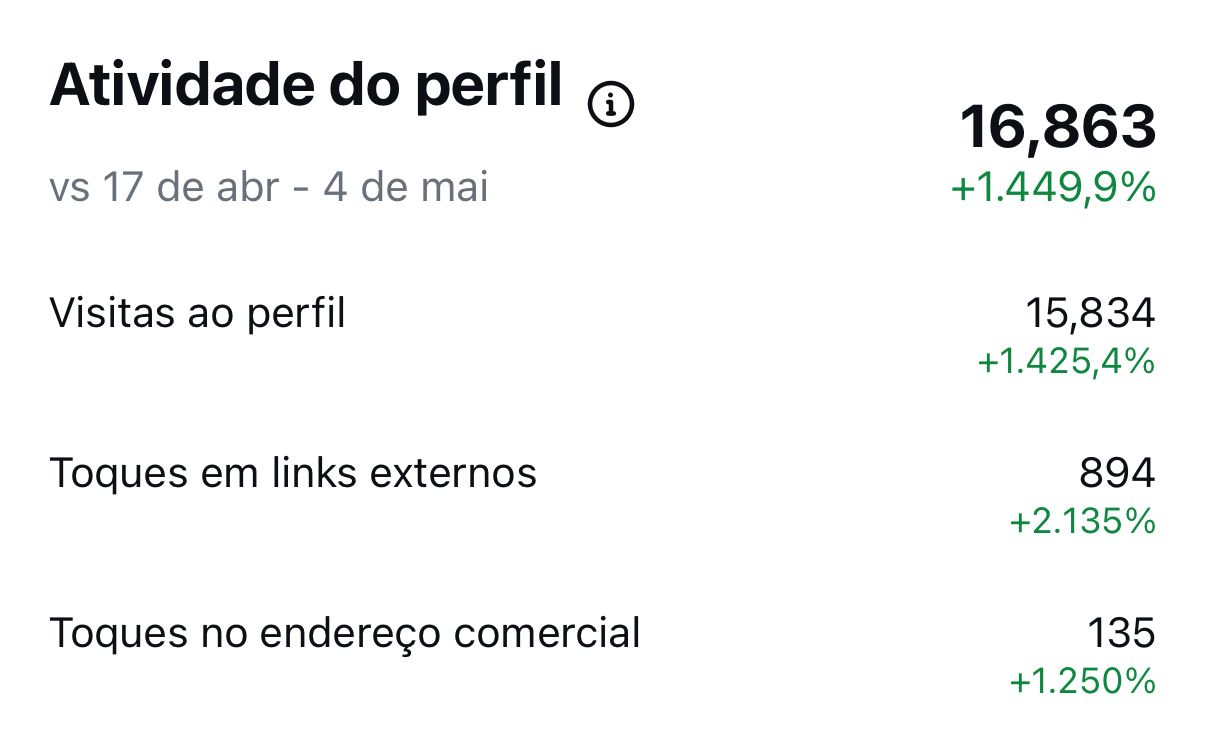 Atividade do perfil
16,863
vs 17 de abr - 4 de mai
+1.449,9%
Visitas ao perfil
15,834
+1.425,4%
Toques em links externos
894
+2.135%
Toques no endereço comercial
135
+1.250%